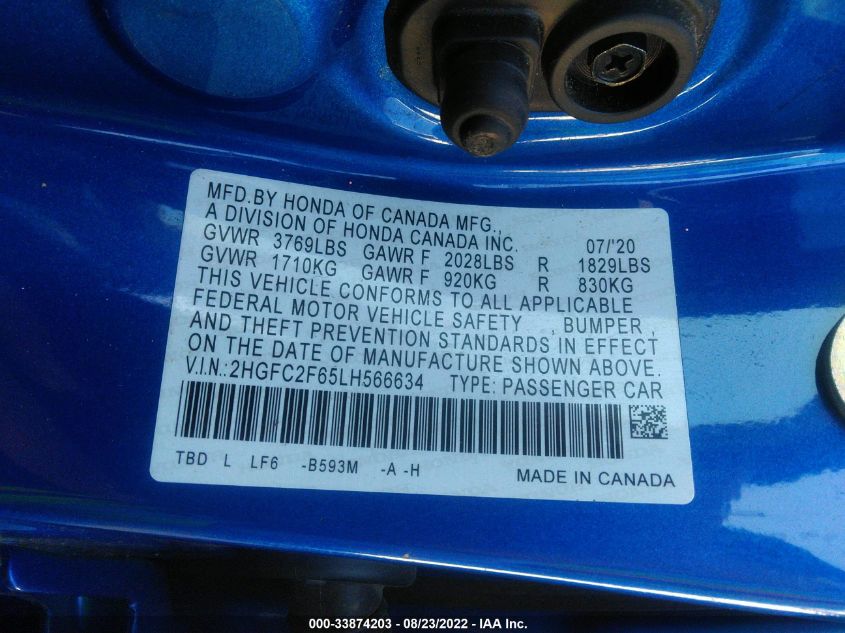 MFD.BY HONDA OF CANADA MFG.,
A DIVISION OF HONDA CANADA INC. 07/'20
GVWR 3769LBS GAWR F 2028LBS R 1829LBS
GVWR 1710KG GAWR F 920KG R 830KG
THIS VEHICLE CONFORMS TO ALL APPLICABLE
FEDERAL MOTOR VEHICLE SAFETY , BUMPER ,
AND THEFT PREVENTION STANDARDS IN EFFECT
ON THE DATE OF MANUFACTURE SHOWN ABOVE.
V.I.N.: 2HGFC2F65LH566634 TYPE: PASSENGER CAR
TBD L LF6 -B593M -A -H
MADE IN CANADA
000-33874203 - 08/23/2022 - IAA Inc.